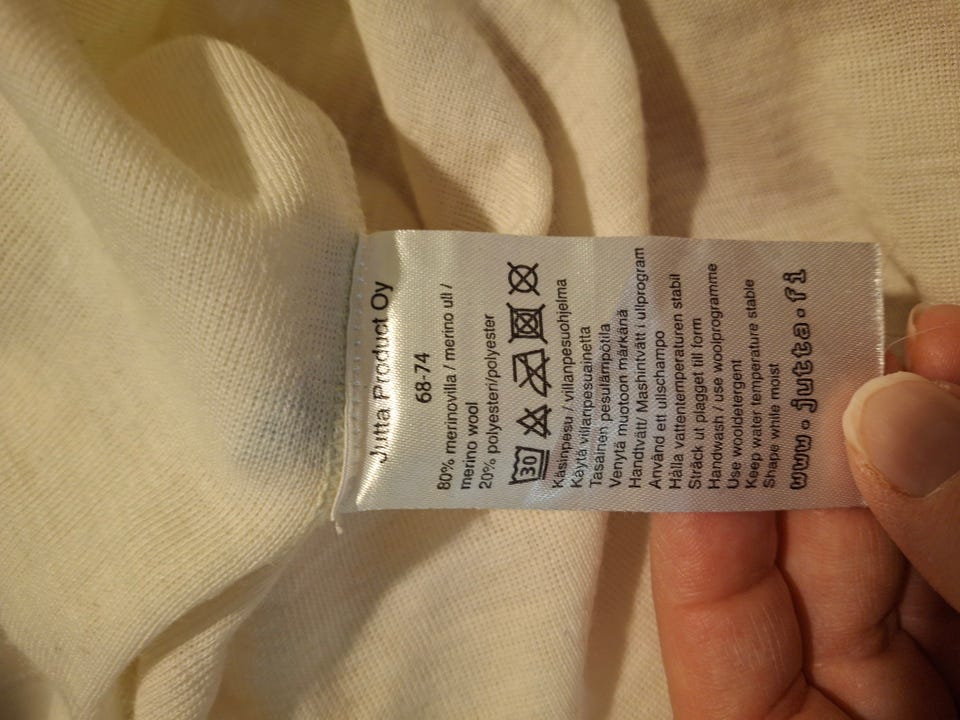 Jutta Product Oy
68-74
80% merinovilla / merino ull /
merino wool
20% polyesteri/polyester
30
Käsinpesu / villanpesuohjelma
Käytä villanpesuainetta
Tasainen pesulämpötila
Venytä muotoon märkänä
Handtvätt/ Mashintvätt i ullprogram
Använd ett ullschampo
Hålla vattentemperaturen stabil
Sträck ut plagget till form
Handwash / use woolprogramme
Use wooldetergent
Keep water temperature stable
Shape while moist
www.jutta.fi